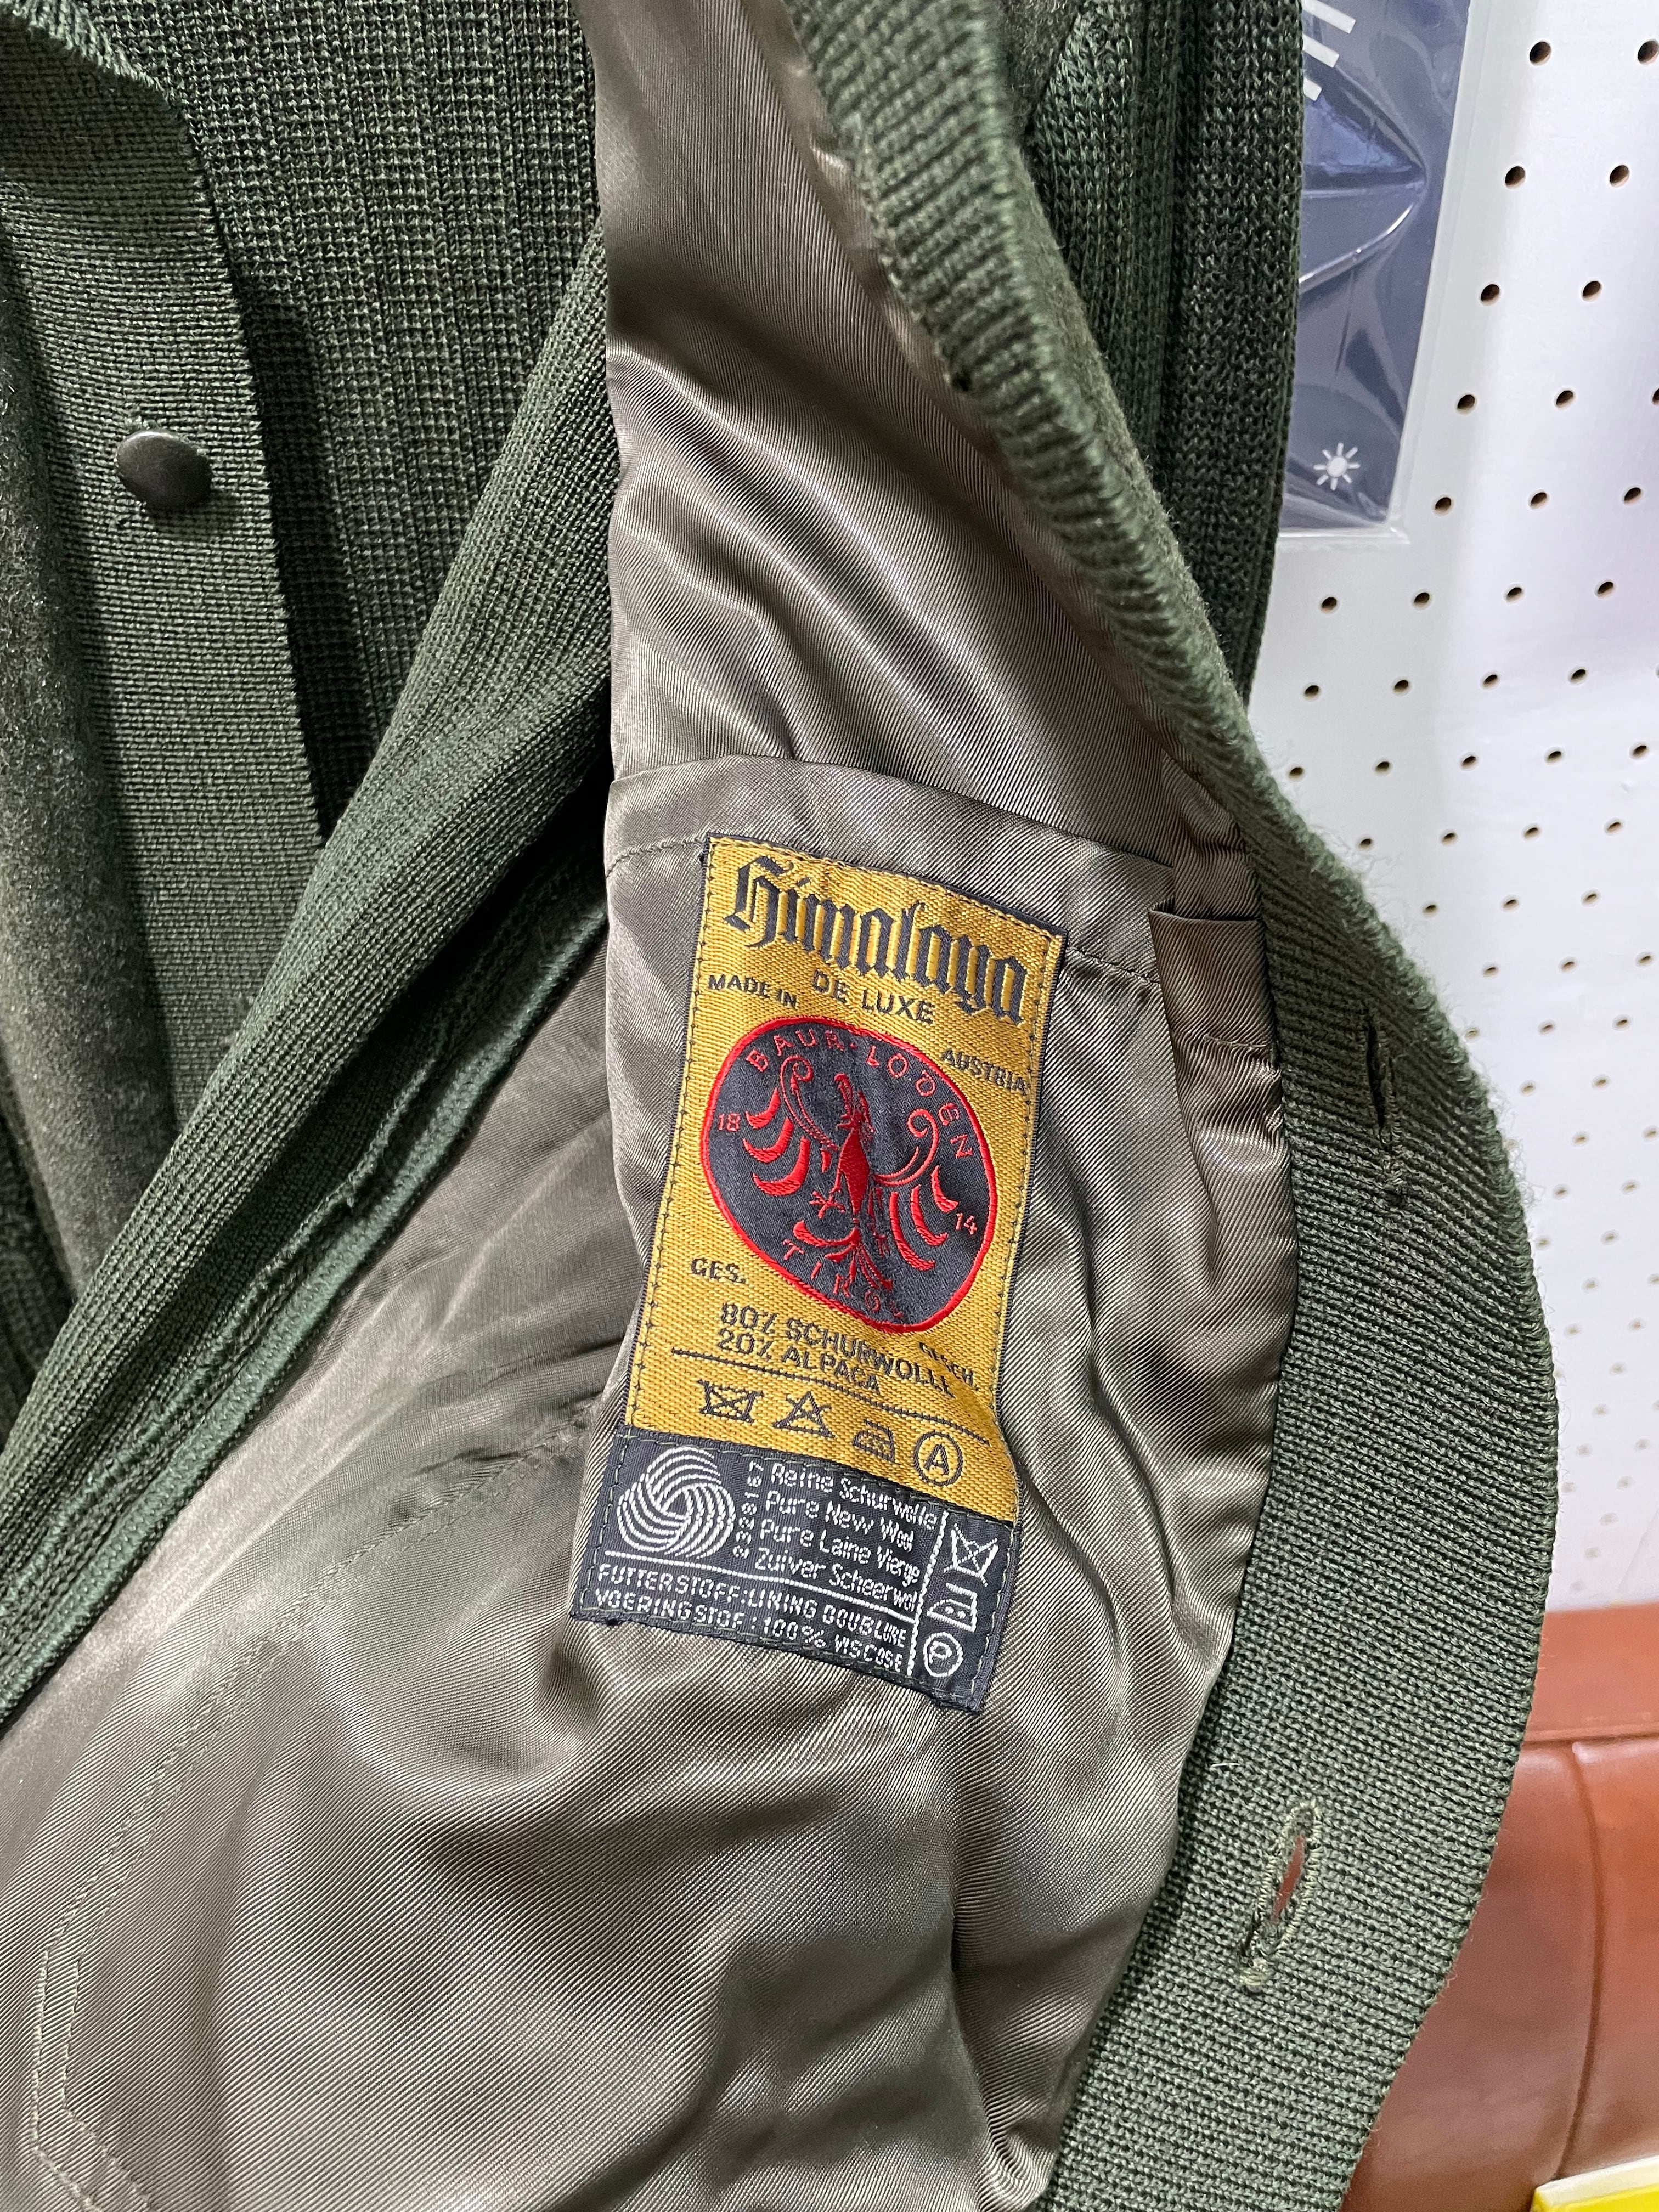 Himalaya
DE LUXE
MADE IN
AUSTRIA
BAUR·LODEN
18
14
TIROL
GES.
GESCH.
80% SCHURWOLLE
20% ALPACA
A
Reine Schurwolle
Pure New Wool
Pure Laine Vierge
Zuiver Scheerwol
FUTTERSTOFF:LINING DOUBLURE
VOERINGSTOF:100% VISCOSE
P